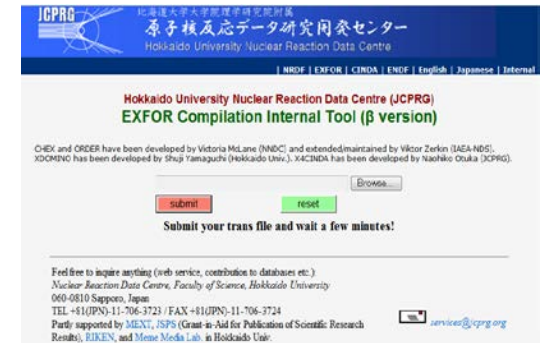 JCPRG
北海道大学大学院理学研究院附属
原子核反応データ研究開発センター
Hokkaido University Nuclear Reaction Data Centre
| NRDF | EXFOR | CINDA | ENDF | English | Japanese | Internal
Hokkaido University Nuclear Reaction Data Centre (JCPRG)
EXFOR Compilation Internal Tool (β version)
CHEX and ORDER have been developed by Victoria McLane (NNDC) and extended/maintained by Viktor Zerkin (IAEA-NDS).
XDOMINO has been developed by Shuji Yamaguchi (Hokkaido Univ.). X4CINDA has been developed by Naohiko Otuka (JCPRG).
Browse...
submit reset
Submit your trans file and wait a few minutes!
Feel free to inquire anything (web service, contribution to databases etc.)
Nuclear Reaction Data Centre, Faculty of Science, Hokkaido University
060-0810 Sapporo, Japan
TEL +81(JPN)-11-706-3723 / FAX +81(JPN)-11-706-3724
Partly supported by MEXT, JSPS (Grant-in-Aid for Publication of Scientific Research
Results), RIKEN, and Meme Media Lab. in Hokkaido Univ.
services@jcprg.org